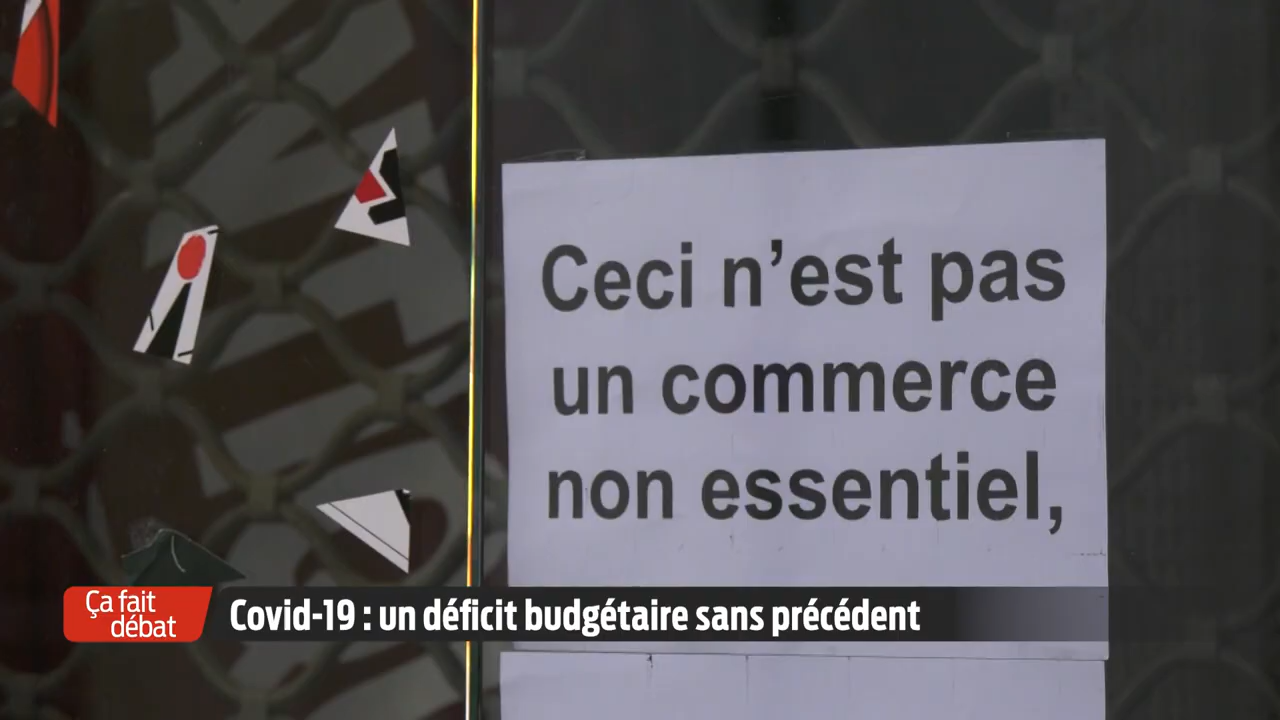 Ceci n’est pas
un commerce
non essentiel,
Ça fait
débat
Covid-19 : un déficit budgétaire sans précédent